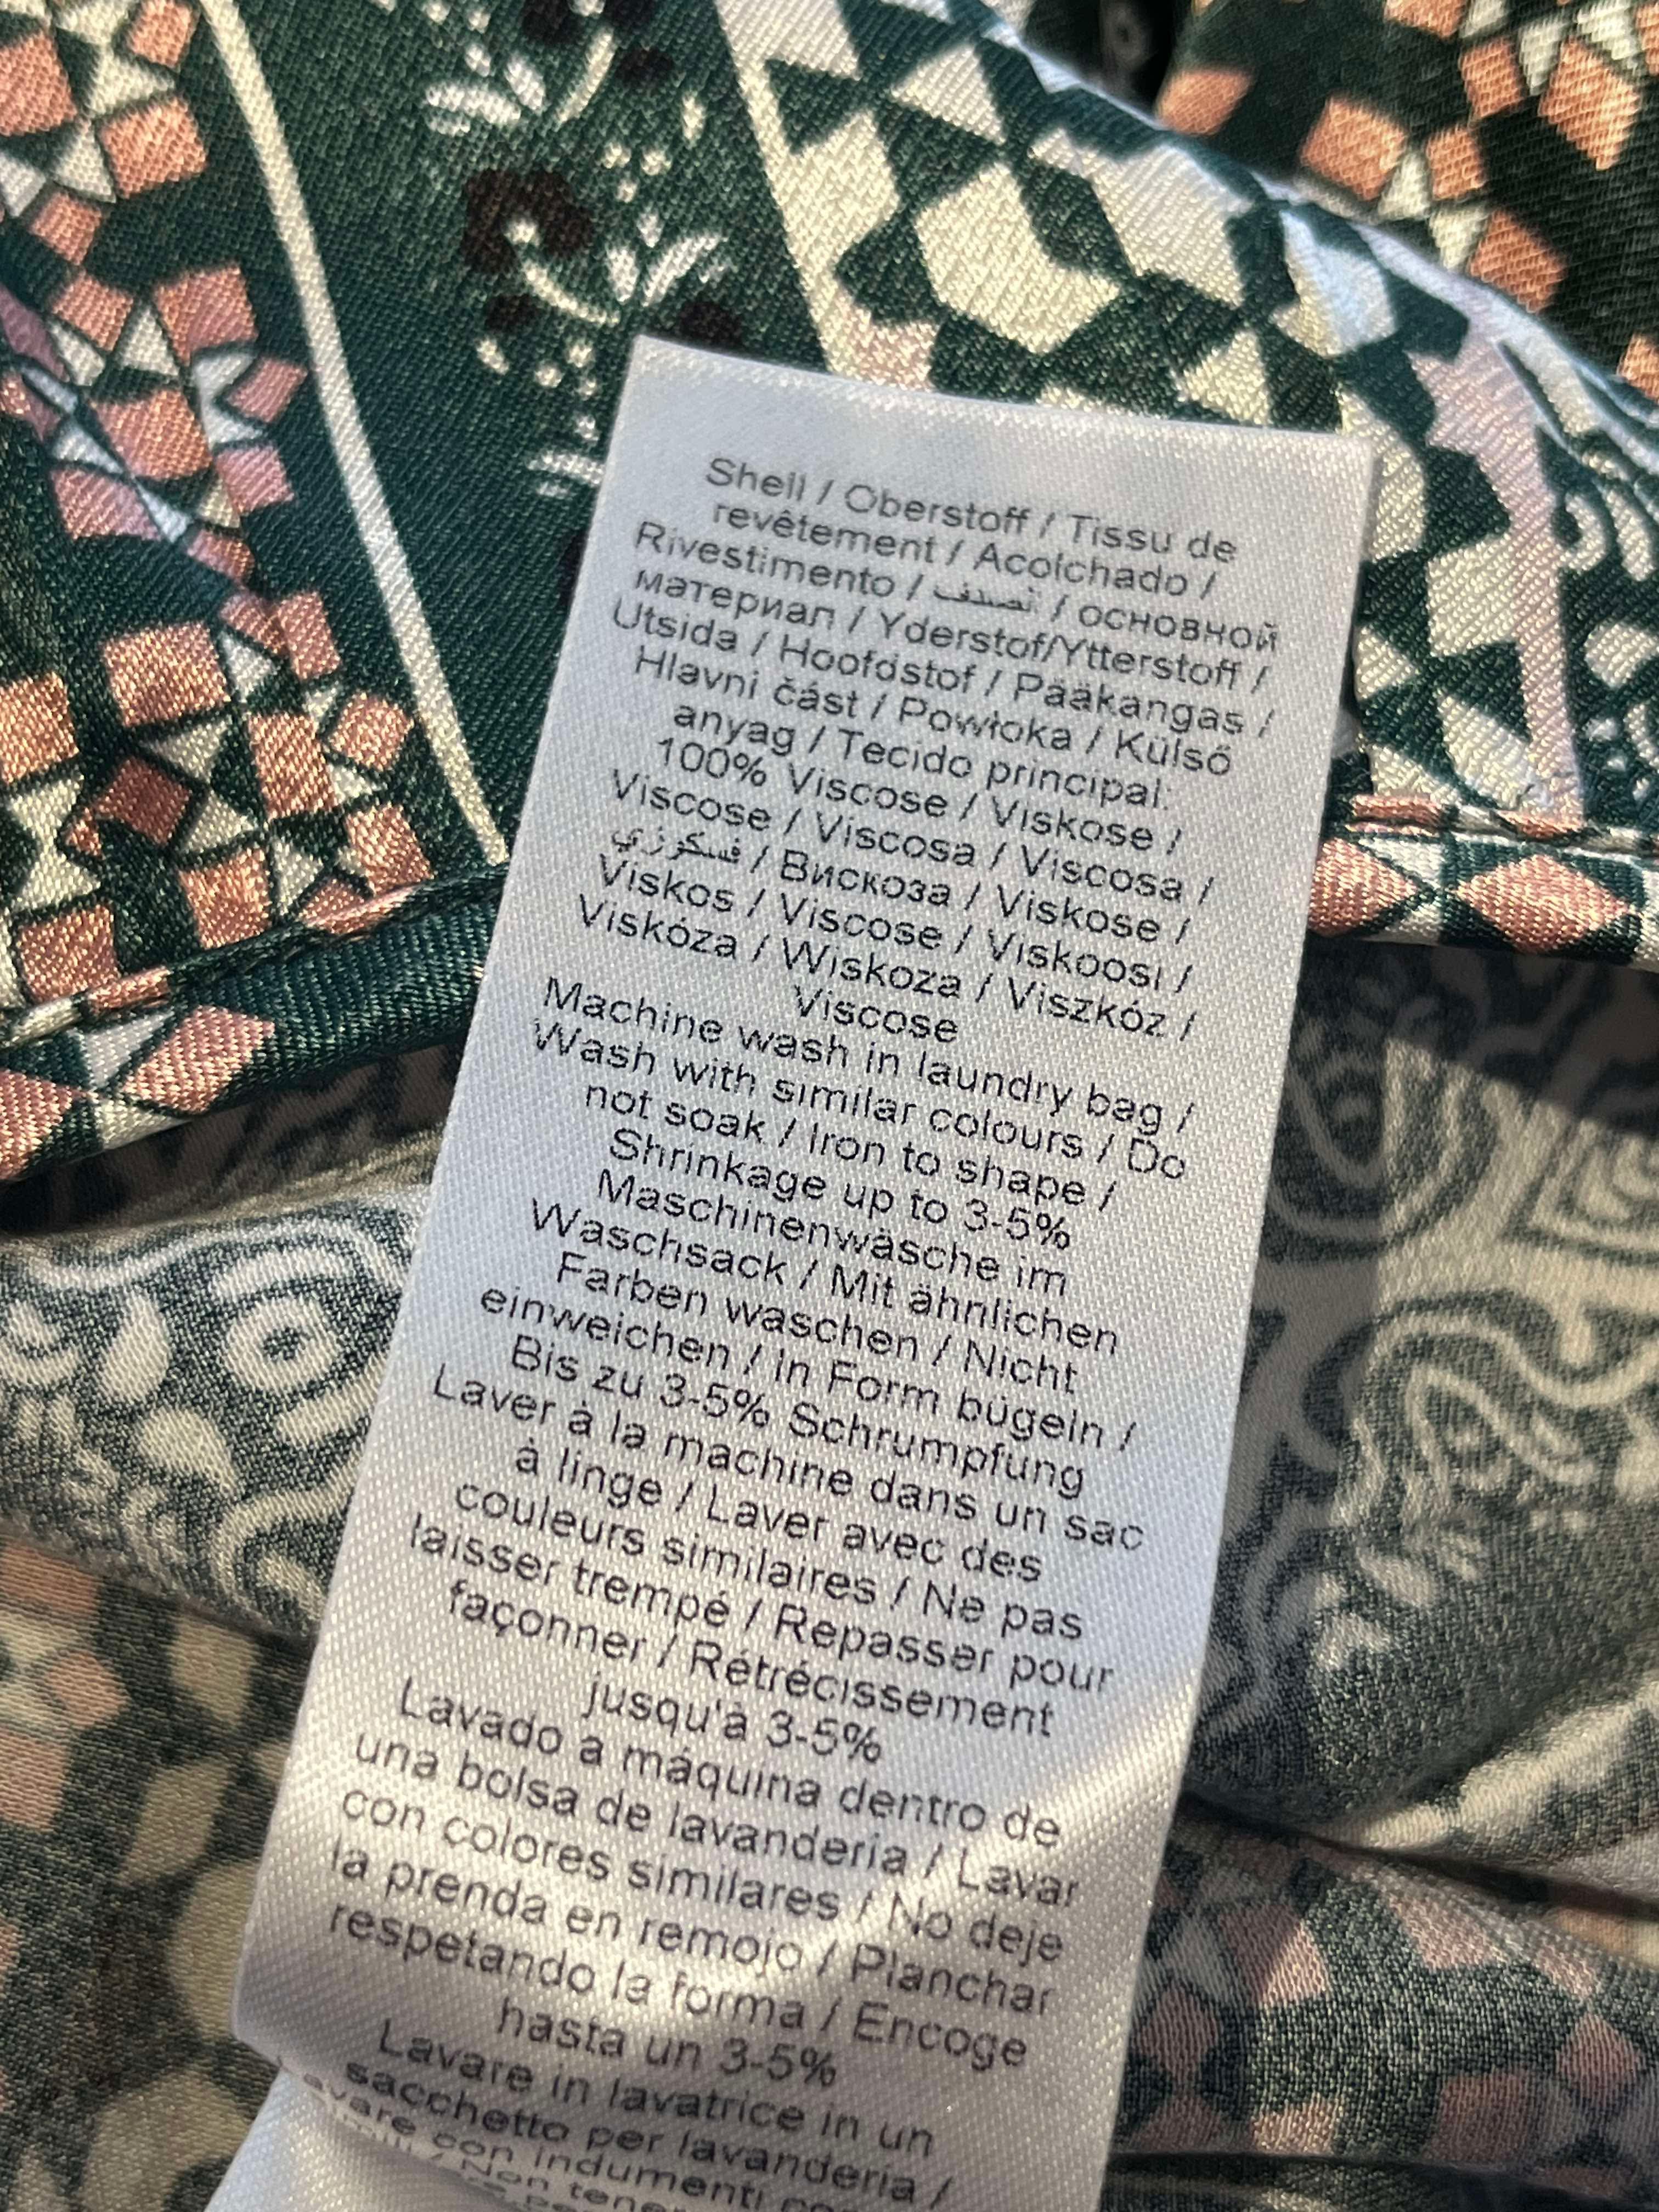 Shell / Oberstoff / Tissu de
revêtement / Acolchado /
Rivestimento / الصدف / основной
материал / Yderstof/Ytterstoff /
Utsida / Hoofdstof / Pääkangas /
Hlavni část / Powłoka / Külső
anyag / Tecido principal:
100% Viscose / Viskose /
Viscose / Viscosa / Viscosa /
فسكوزي / Вискоза / Viskose /
Viskos / Viscose / Viskoosi /
Viskóza / Wiskoza / Viszkóz /
Viscose
Machine wash in laundry bag /
Wash with similar colours / Do
not soak / Iron to shape /
Shrinkage up to 3-5%
Maschinenwäsche im
Waschsack / Mit ähnlichen
Farben waschen / Nicht
einweichen / in Form bügeln /
Bis zu 3-5% Schrumpfung
Laver à la machine dans un sac
à linge / Laver avec des
couleurs similaires / Ne pas
laisser trempé / Repasser pour
façonner / Rétrécissement
jusqu'à 3-5%
Lavado a máquina dentro de
una bolsa de lavandería / Lavar
con colores similares / No deje
la prenda en remojo / Planchar
respetando la forma / Encoge
hasta un 3-5%
Lavare in lavatrice in un
sacchetto per lavanderia /
con indumenti
/ Non